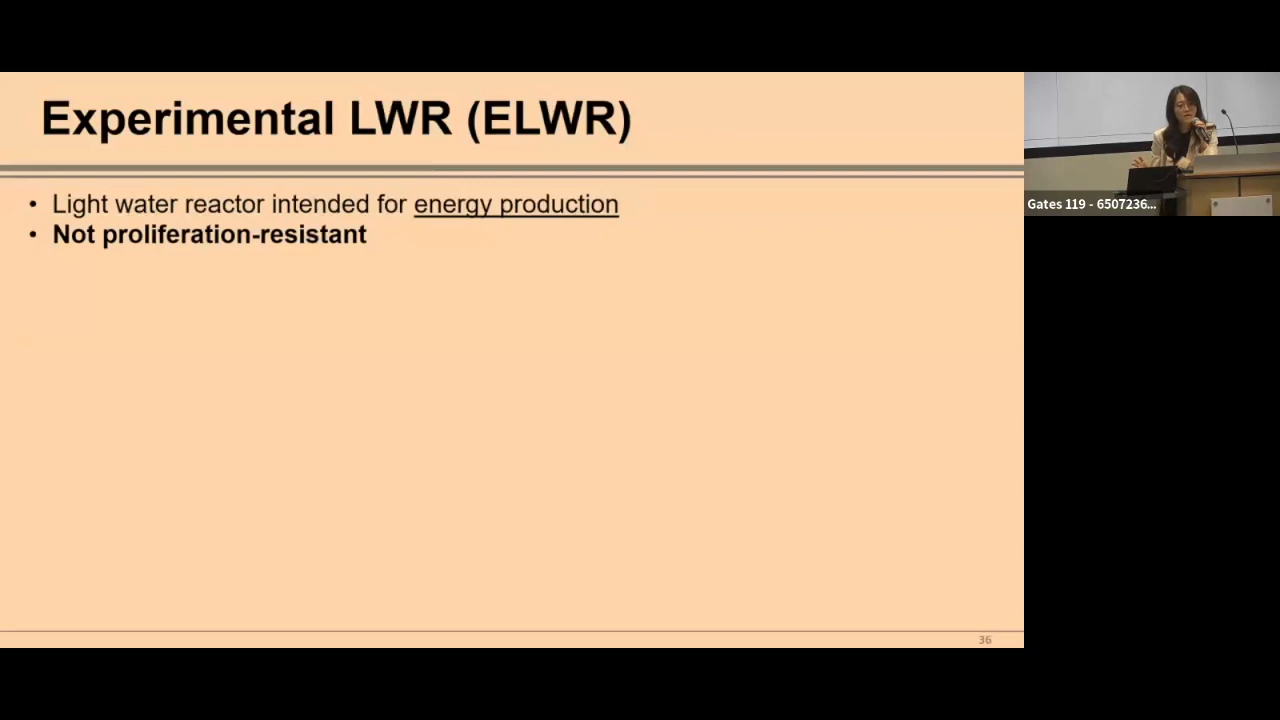 Experimental LWR (ELWR)
• Light water reactor intended for energy production
• Not proliferation-resistant
36
Gates 119 - 6507236...